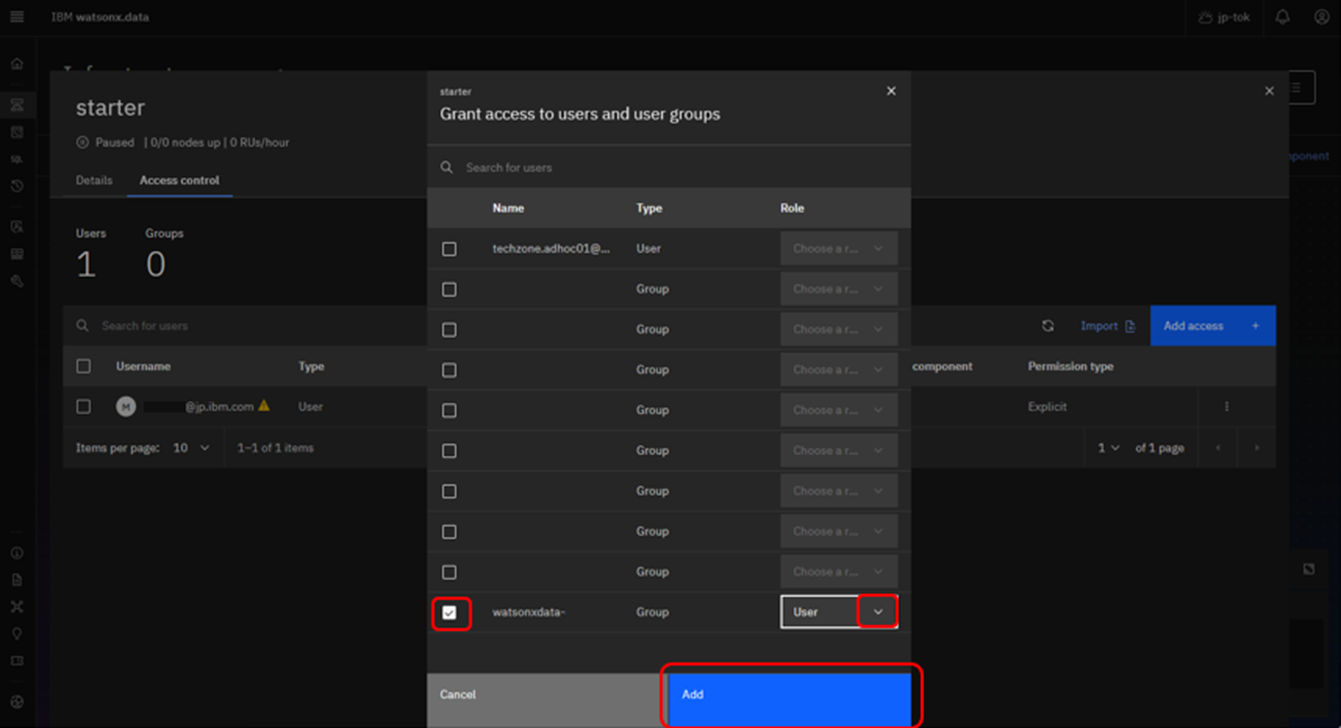 IBM watsonx.data
jp-tok
starter
Paused | 0/0 nodes up | 0 RUs/hour
Details
Access control
Users
Groups
1
0
Search for users
Import
Add access +
Username
Type
component
Permission type
M
@jp.ibm.com
User
Explicit
Items per page: 10
1–1 of 1 items
1
of 1 page
starter
Grant access to users and user groups
Search for users
Name
Type
Role
techzone.adhoc01@...
User
Choose a r...
Group
Choose a r...
Group
Choose a r...
Group
Choose a r...
Group
Choose a r...
Group
Choose a r...
Group
Choose a r...
Group
Choose a r...
Group
Choose a r...
watsonxdata-
Group
User
Cancel
Add
ponent